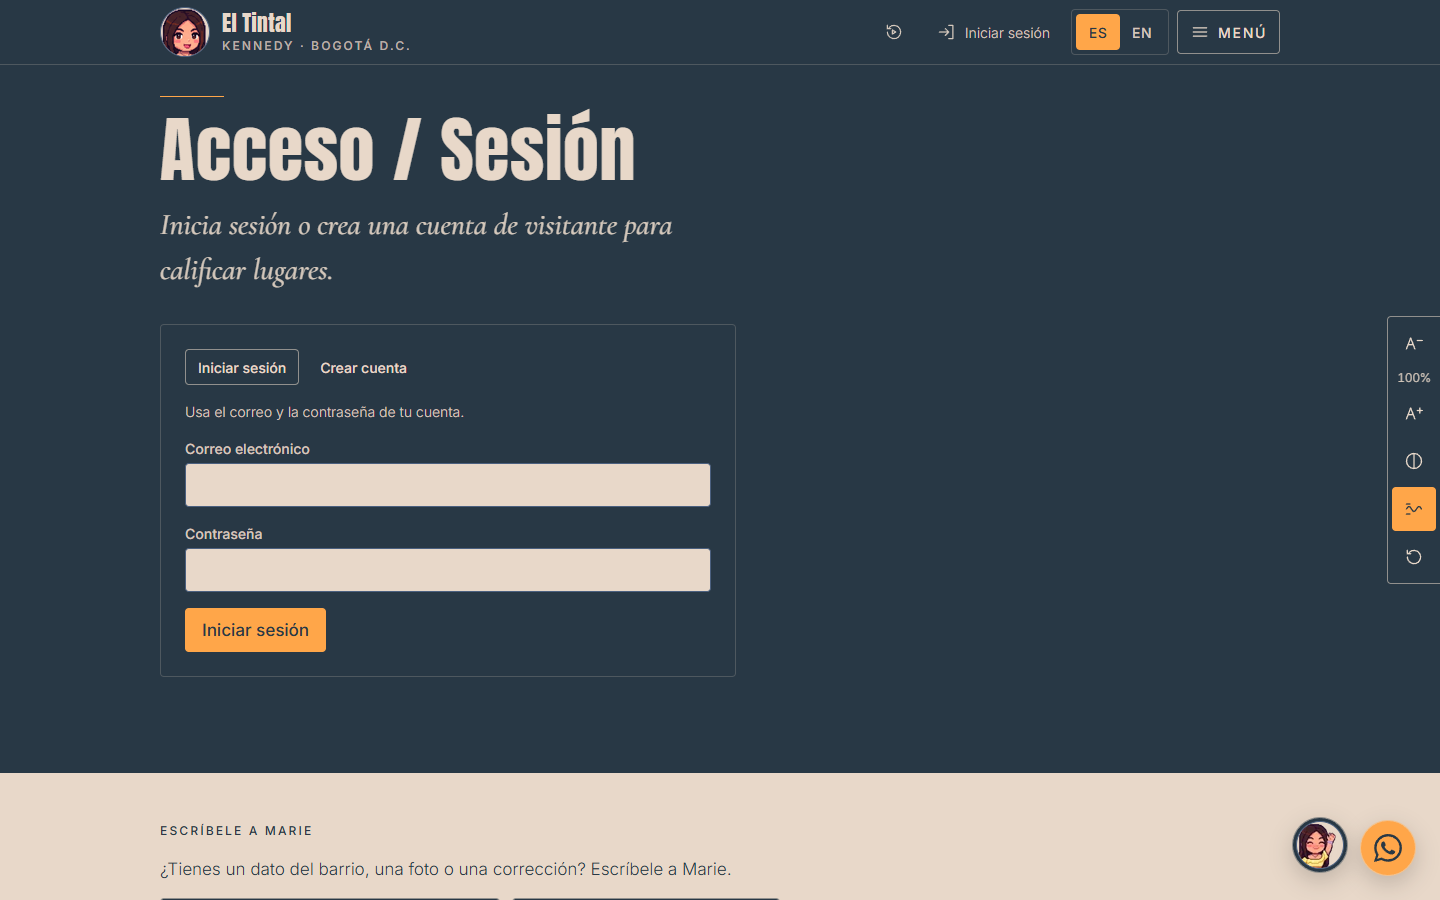 El Tintal
KENNEDY · BOGOTÁ D.C.
Iniciar sesión
ES
EN
MENÚ
Acceso / Sesión
Inicia sesión o crea una cuenta de visitante para
calificar lugares.
Iniciar sesión
Crear cuenta
Usa el correo y la contraseña de tu cuenta.
Correo electrónico
Contraseña
Iniciar sesión
A-
100%
A+
ESCRÍBELE A MARIE
¿Tienes un dato del barrio, una foto o una corrección? Escríbele a Marie.